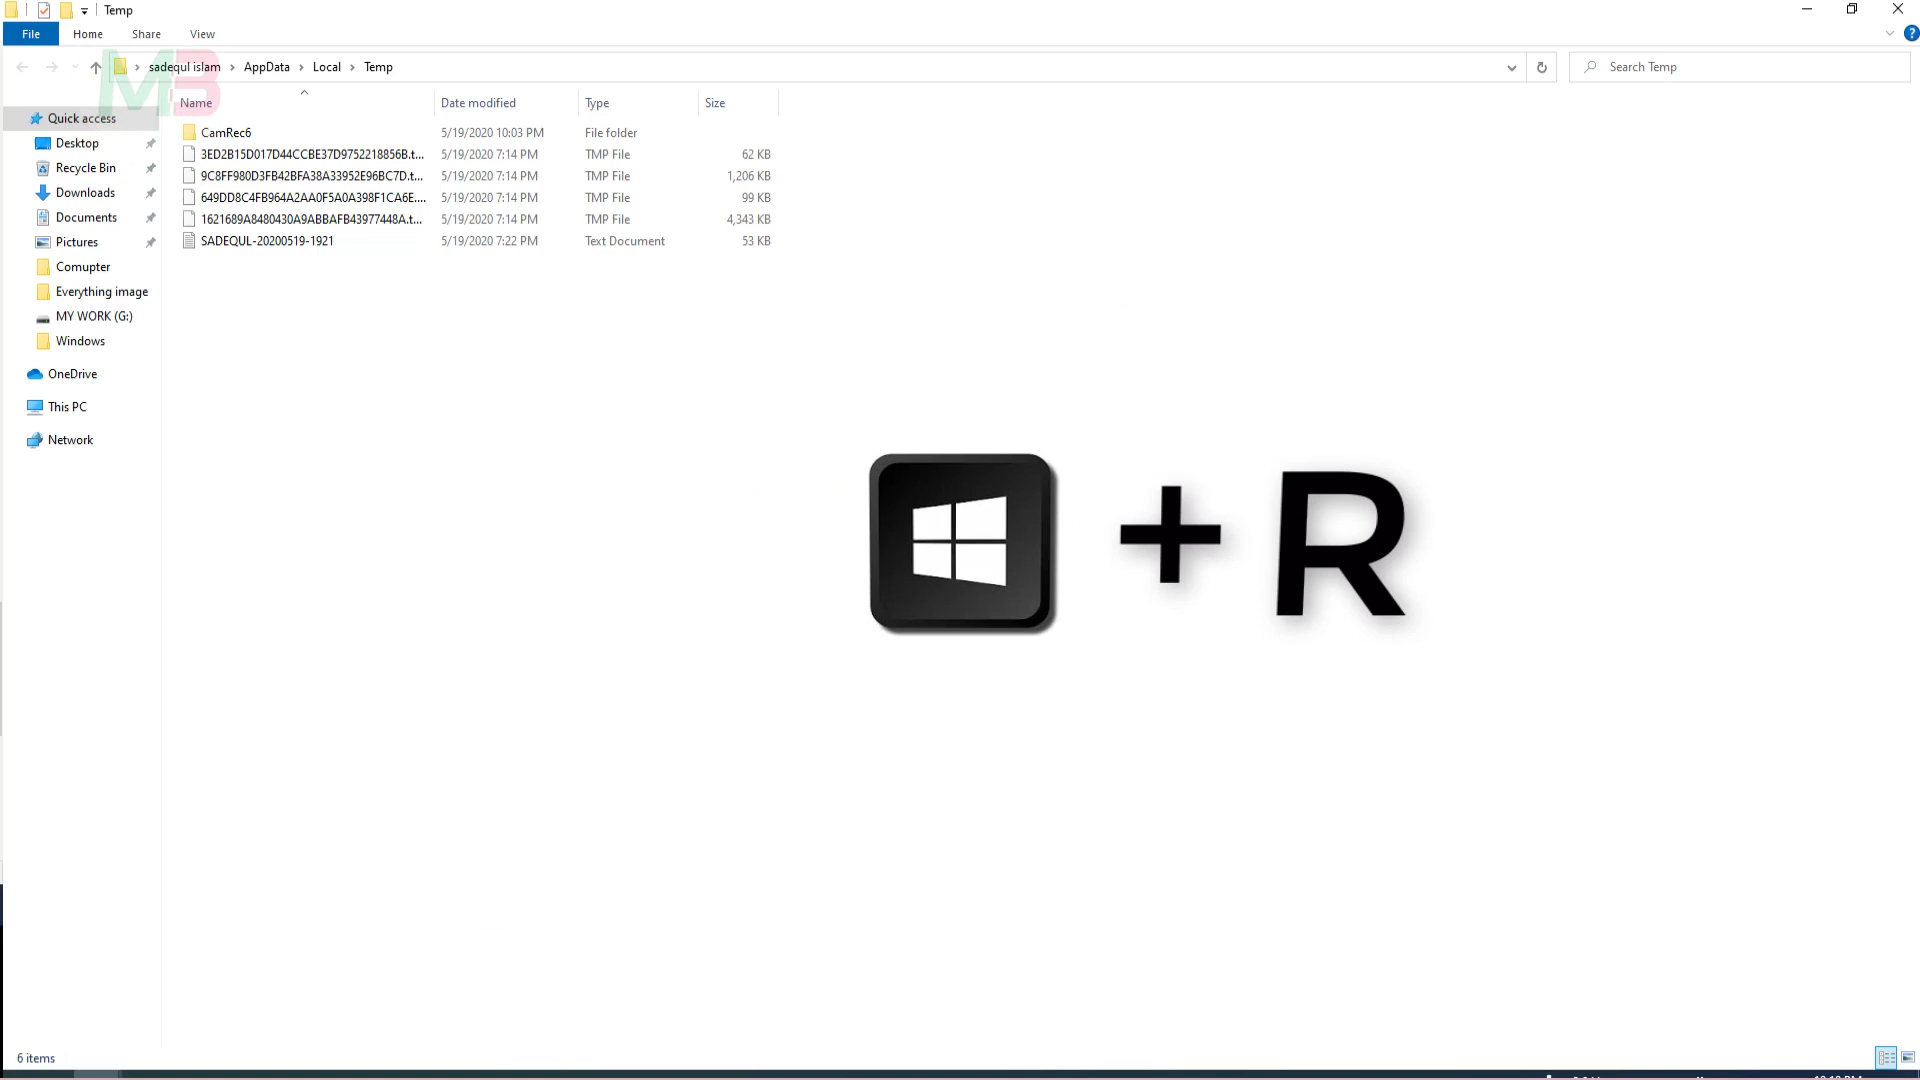 Temp
File Home Share View
sadequl islam > AppData > Local > Temp
Search Temp
MB
Name Date modified Type Size
Quick access
Desktop
Recycle Bin
Downloads
Documents
Pictures
Comupter
Everything image
MY WORK (G:)
Windows
OneDrive
This PC
Network
CamRec6 5/19/2020 10:03 PM File folder
3ED2B15D017D44CCBE37D9752218856B.t... 5/19/2020 7:14 PM TMP File 62 KB
9C8FF980D3FB42BFA38A33952E96BC7D.t... 5/19/2020 7:14 PM TMP File 1,206 KB
649DD8C4FB964A2AA0F5A0A398F1CA6E.... 5/19/2020 7:14 PM TMP File 99 KB
1621689A8480430A9ABBAFB43977448A.t... 5/19/2020 7:14 PM TMP File 4,343 KB
SADEQUL-20200519-1921 5/19/2020 7:22 PM Text Document 53 KB
+ R
6 items